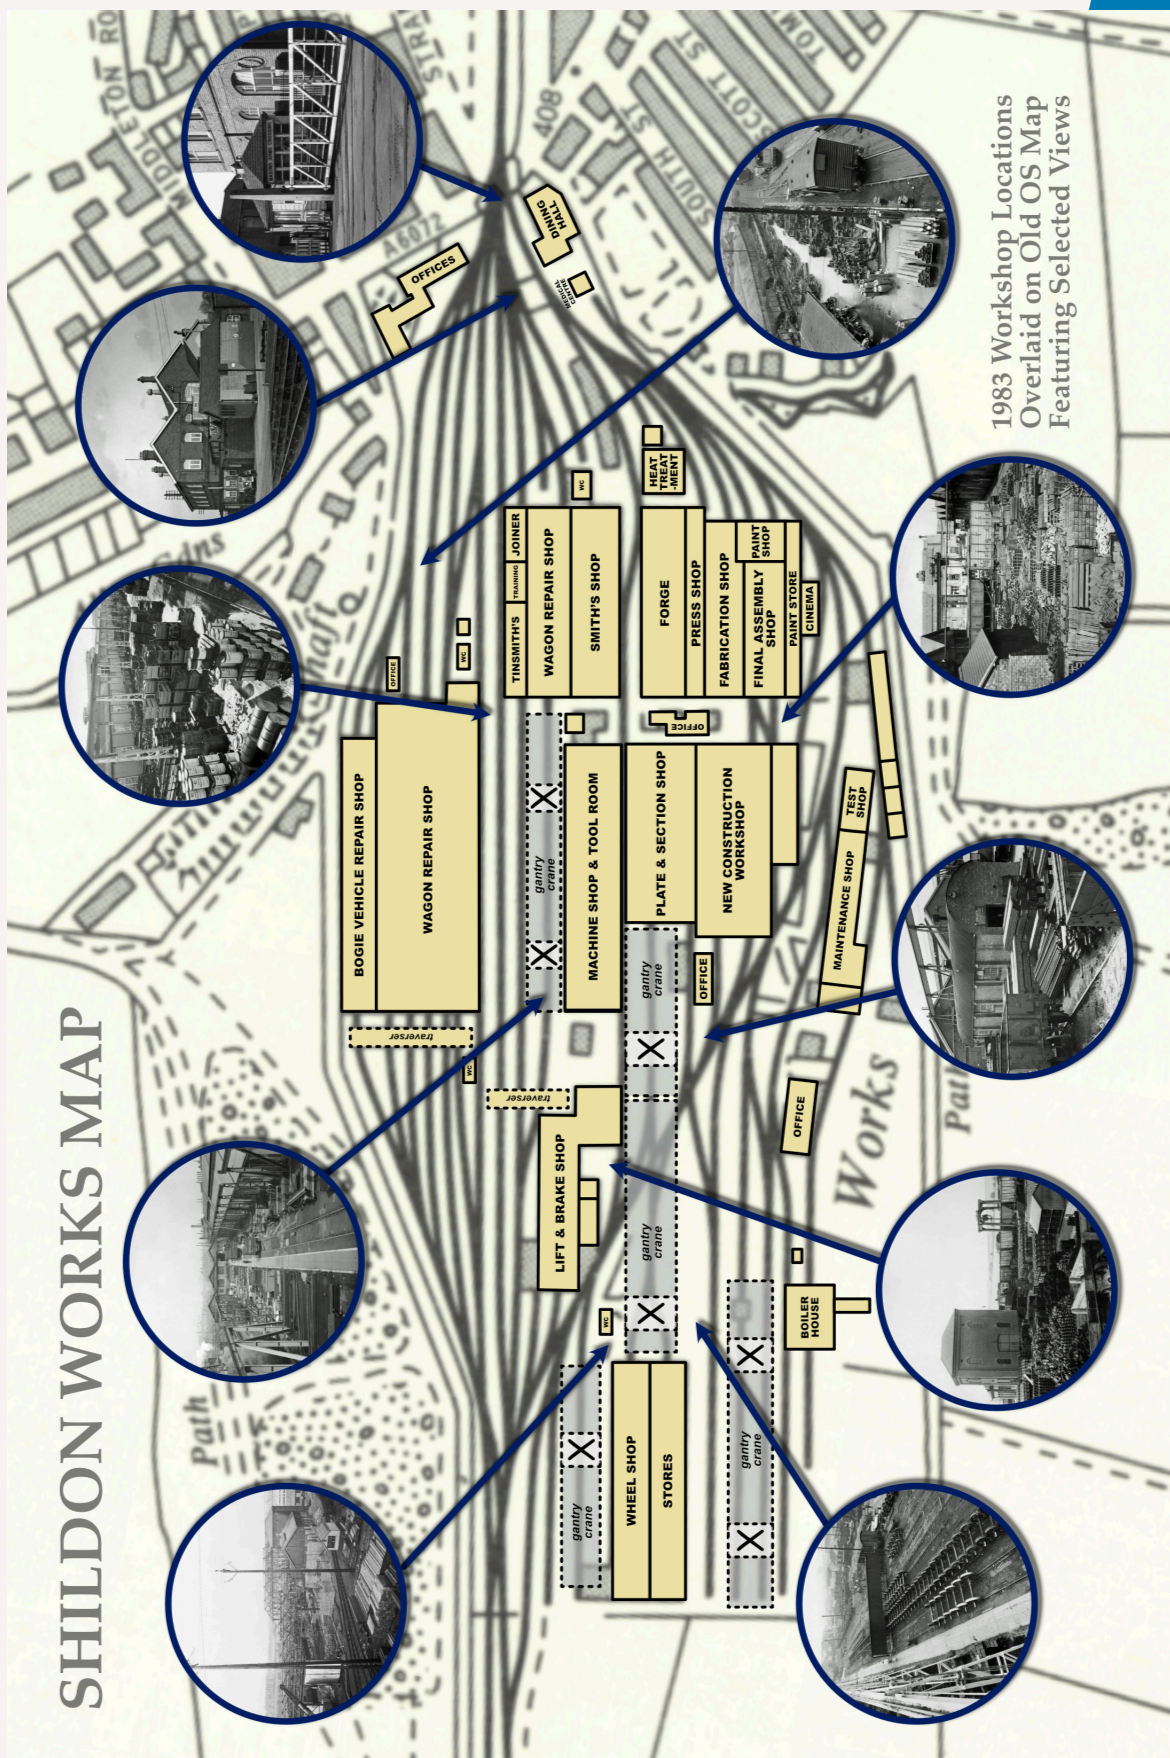 SHILDON WORKS MAP
1983 Workshop Locations
Overlaid on Old OS Map
Featuring Selected Views
MIDDLETON RO
STRA
A6072
408
SOUTH ST
SCOTT ST
TOM
Gdns
Path
Path
Works
OFFICES
DINING
HALL
MEDICAL
CENTRE
WC
HEAT
TREAT
-MENT
TINSMITH'S
TRAINING
JOINER
WAGON REPAIR SHOP
SMITH'S SHOP
FORGE
PRESS SHOP
FABRICATION SHOP
PAINT
SHOP
FINAL ASSEMBLY
SHOP
PAINT STORE
CINEMA
OFFICE
WC
OFFICE
BOGIE VEHICLE REPAIR SHOP
WAGON REPAIR SHOP
gantry
crane
MACHINE SHOP & TOOL ROOM
PLATE & SECTION SHOP
NEW CONSTRUCTION
WORKSHOP
TEST
SHOP
MAINTENANCE SHOP
traverser
WC
traverser
gantry
crane
OFFICE
OFFICE
LIFT & BRAKE SHOP
gantry
crane
WC
BOILER
HOUSE
gantry
crane
WHEEL SHOP
STORES
gantry
crane